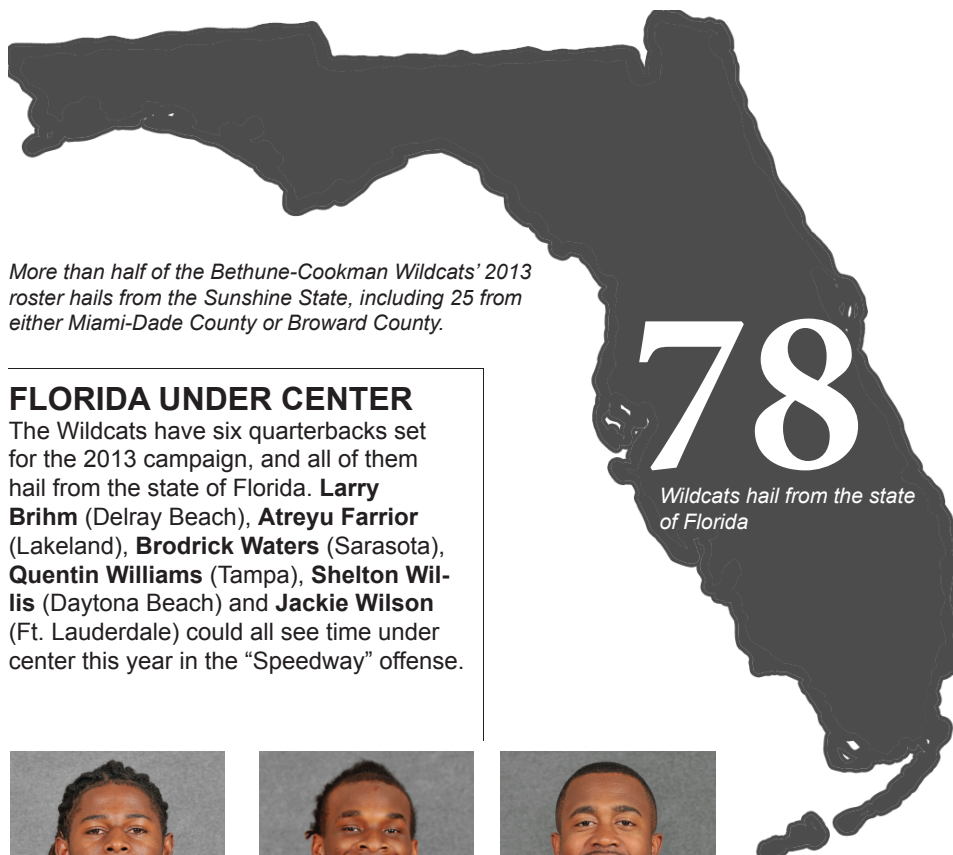 More than half of the Bethune-Cookman Wildcats’ 2013
roster hails from the Sunshine State, including 25 from
either Miami-Dade County or Broward County.
78
Wildcats hail from the state
of Florida
FLORIDA UNDER CENTER
The Wildcats have six quarterbacks set
for the 2013 campaign, and all of them
hail from the state of Florida. Larry
Brihm (Delray Beach), Atreyu Farrior
(Lakeland), Brodrick Waters (Sarasota),
Quentin Williams (Tampa), Shelton Wil-
lis (Daytona Beach) and Jackie Wilson
(Ft. Lauderdale) could all see time under
center this year in the “Speedway” offense.